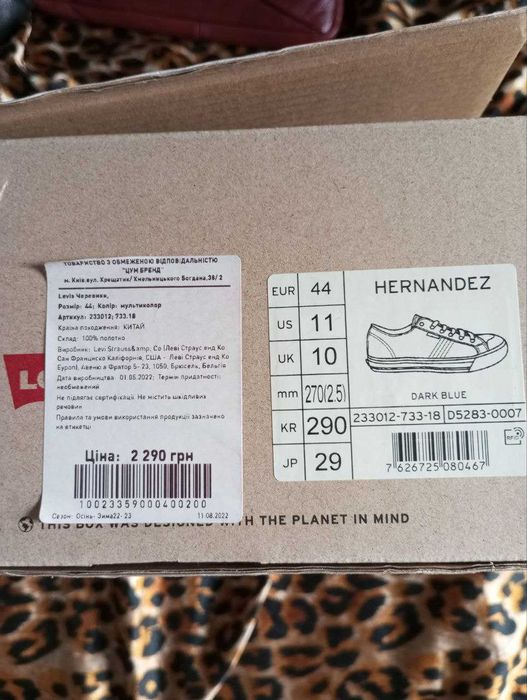 ТОВАРИСТВО З ОБМЕЖЕНОЮ ВІДПОВІДАЛЬНІСТЮ
"ЦУМ БРЕНД"
м. Київ,вул. Хрещатик/Хмельницького Богдана,38/2
Levis Черевики,
Розмір: 44; Колір: мультиколор
Артикул: 233012;733.18
Країна походження: КИТАЙ
Склад: 100% полотно
Виробник: Levi Strauss&amp; Co (Леві Страус енд Ко
Сан Франциско Каліфорнія, США - Леві Страус енд Ко
Юероп), Авеню а Фратор 5-23, 1050, Брюсель, Бельгія
Дата виробництва 01.05.2022; Термін придатності
необмежений
Не підлягає сертифікації. Не містить шкідливих
речовин
Правила та умови використання продукції зазначено
на етикетці
Ціна: 2 290 грн
10023359000400200
Сезон: Осінь-Зима22-23 11.08.2022
EUR 44
US 11
UK 10
mm 270(2.5)
KR 290
JP 29
HERNANDEZ
DARK BLUE
233012-733-18 D5283-0007
7 626725 080467
RFID
THIS BOX WAS DESIGNED WITH THE PLANET IN MIND